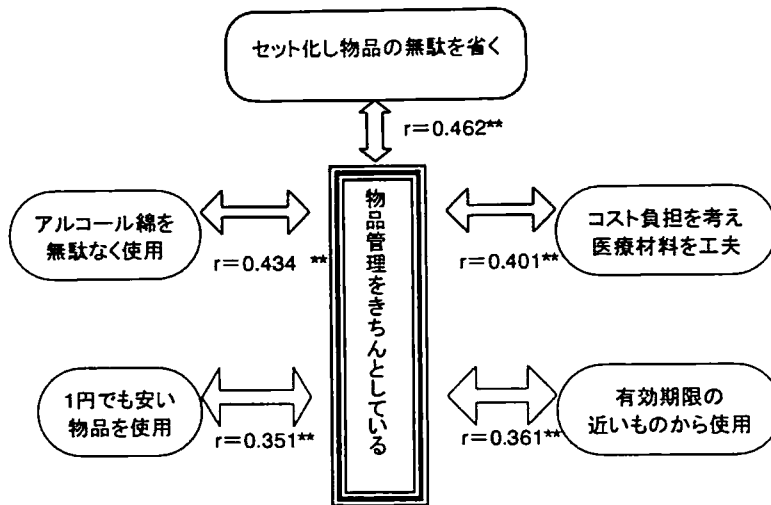 セット化し物品の無駄を省く
r=0.462**
アルコール綿を
無駄なく使用
r=0.434 **
物品管理をきちんとしている
コスト負担を考え
医療材料を工夫
r=0.401**
1円でも安い
物品を使用
r=0.351**
有効期限の
近いものから使用
r=0.361**